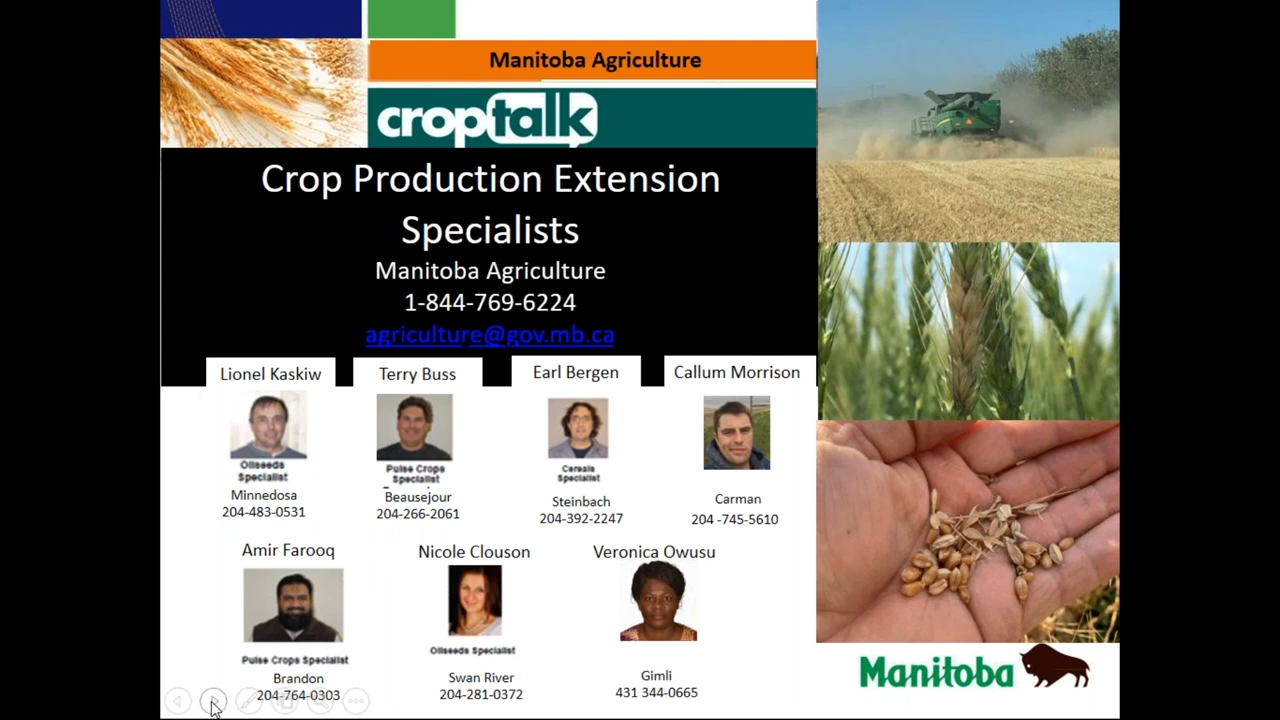 Manitoba Agriculture
croptalk
Crop Production Extension
Specialists
Manitoba Agriculture
1-844-769-6224
agriculture@gov.mb.ca
Lionel Kaskiw
Terry Buss
Earl Bergen
Callum Morrison
Oilseeds
Specialist
Pulse Crops
Specialist
Cereals
Specialist
Minnedosa
204-483-0531
Beausejour
204-266-2061
Steinbach
204-392-2247
Carman
204 -745-5610
Amir Farooq
Nicole Clouson
Veronica Owusu
Pulse Crops Specialist
Oilseeds Specialist
Brandon
204-764-0303
Swan River
204-281-0372
Gimli
431 344-0665
Manitoba